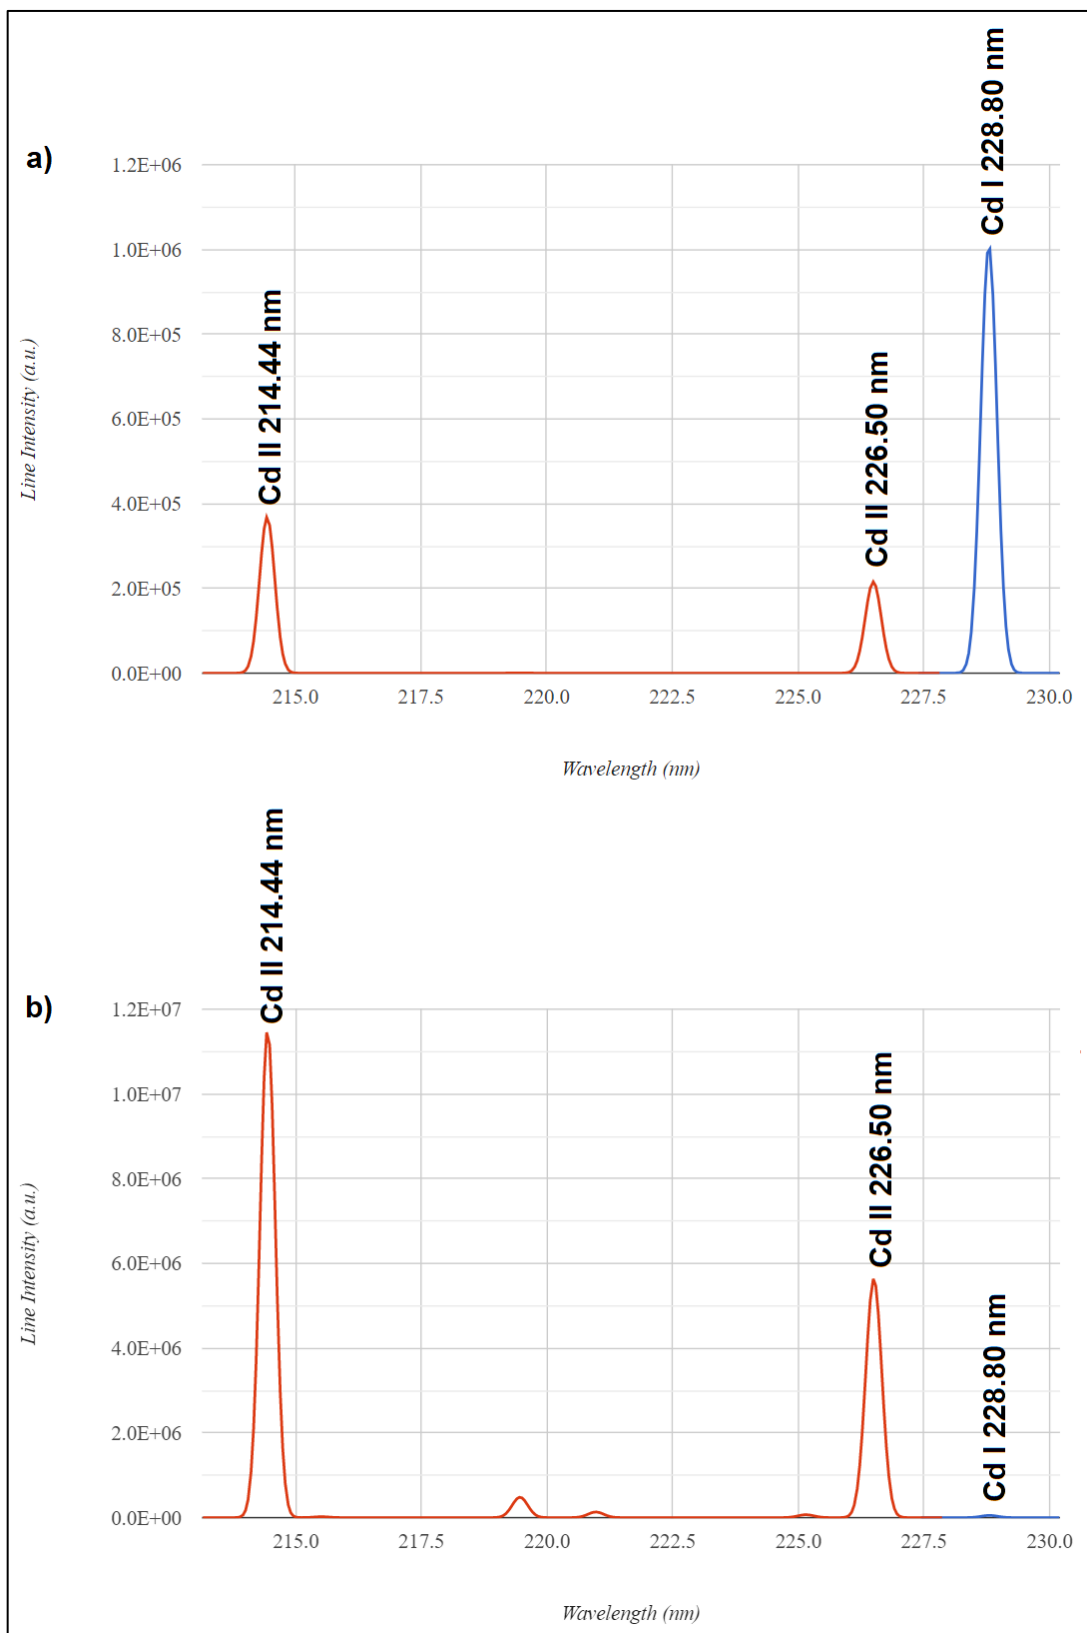 a)
Line Intensity (a.u.)
1.2E+06
1.0E+06
8.0E+05
6.0E+05
4.0E+05
2.0E+05
0.0E+00
Cd II 214.44 nm
Cd II 226.50 nm
Cd I 228.80 nm
215.0 217.5 220.0 222.5 225.0 227.5 230.0
Wavelength (nm)
b)
Line Intensity (a.u.)
1.2E+07
1.0E+07
8.0E+06
6.0E+06
4.0E+06
2.0E+06
0.0E+00
Cd II 214.44 nm
Cd II 226.50 nm
Cd I 228.80 nm
215.0 217.5 220.0 222.5 225.0 227.5 230.0
Wavelength (nm)